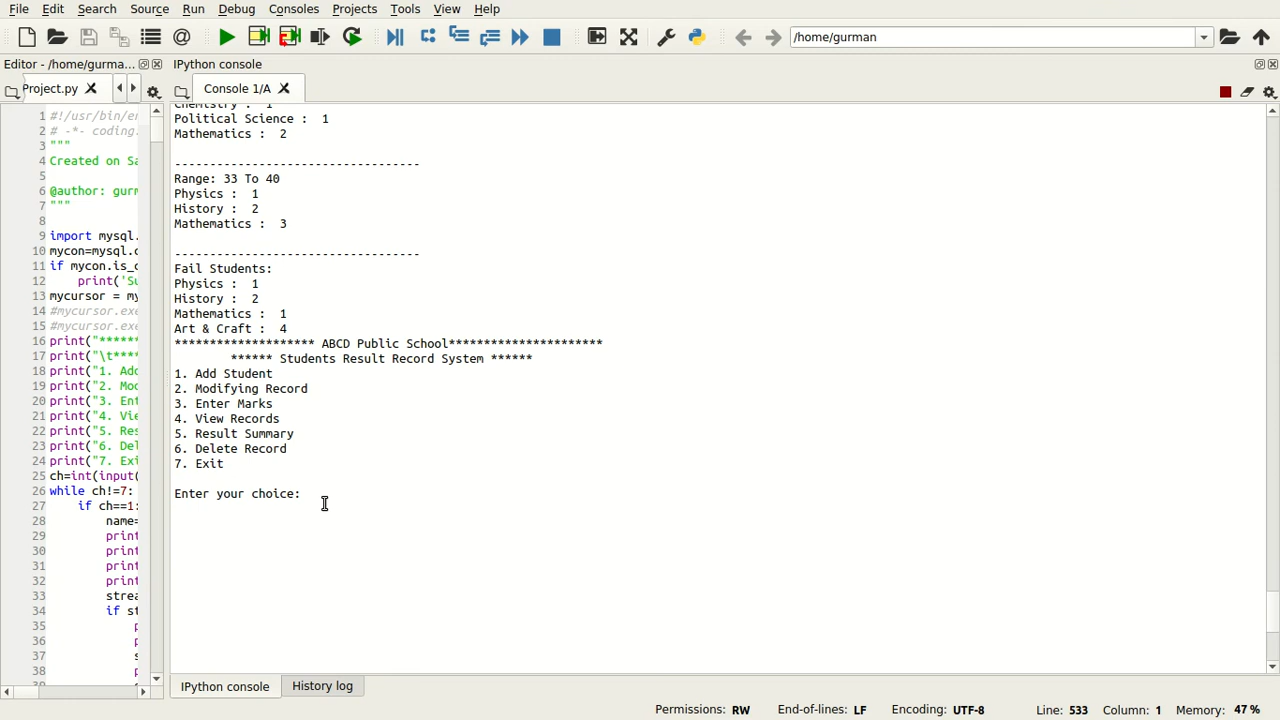 File Edit Search Source Run Debug Consoles Projects Tools View Help
/home/gurman
Editor - /home/gurma...
IPython console
Project.py
Console 1/A
1 #!/usr/bin/en
2 # -*- coding:
3 """
4 Created on Sa
5
6 @author: gurm
7 """
8
9 import mysql.
10 mycon=mysql.c
11 if mycon.is_c
12 print('Su
13 mycursor = my
14 #mycursor.exe
15 #mycursor.exe
16 print("*****
17 print("\t****
18 print("1. Add
19 print("2. Mod
20 print("3. Ent
21 print("4. Vie
22 print("5. Res
23 print("6. Del
24 print("7. Exi
25 ch=int(input(
26 while ch!=7:
27 if ch==1:
28 name=
29 print
30 print
31 print
32 print
33 strea
34 if st
35 p
36 p
37 s
38 p
Chemistry : 1
Political Science : 1
Mathematics : 2
-----------------------------------
Range: 33 To 40
Physics : 1
History : 2
Mathematics : 3
-----------------------------------
Fail Students:
Physics : 1
History : 2
Mathematics : 1
Art & Craft : 4
******************** ABCD Public School**********************
****** Students Result Record System ******
1. Add Student
2. Modifying Record
3. Enter Marks
4. View Records
5. Result Summary
6. Delete Record
7. Exit
Enter your choice:
IPython console
History log
Permissions: RW End-of-lines: LF Encoding: UTF-8 Line: 533 Column: 1 Memory: 47 %